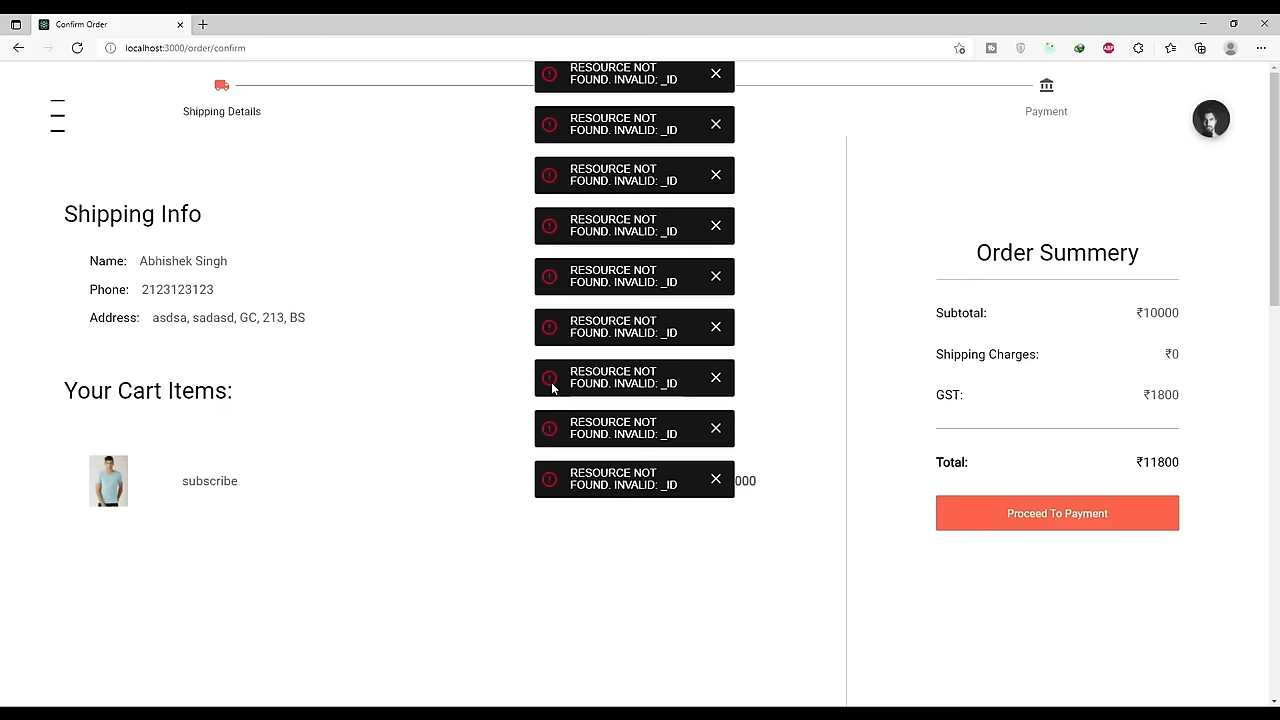 Confirm Order
localhost:3000/order/confirm
Shipping Details
Payment
RESOURCE NOT
FOUND. INVALID: _ID
RESOURCE NOT
FOUND. INVALID: _ID
RESOURCE NOT
FOUND. INVALID: _ID
RESOURCE NOT
FOUND. INVALID: _ID
RESOURCE NOT
FOUND. INVALID: _ID
RESOURCE NOT
FOUND. INVALID: _ID
RESOURCE NOT
FOUND. INVALID: _ID
RESOURCE NOT
FOUND. INVALID: _ID
RESOURCE NOT
FOUND. INVALID: _ID
Shipping Info
Name: Abhishek Singh
Phone: 2123123123
Address: asdsa, sadasd, GC, 213, BS
Your Cart Items:
subscribe
000
Order Summery
Subtotal: ₹10000
Shipping Charges: ₹0
GST: ₹1800
Total: ₹11800
Proceed To Payment
ABP